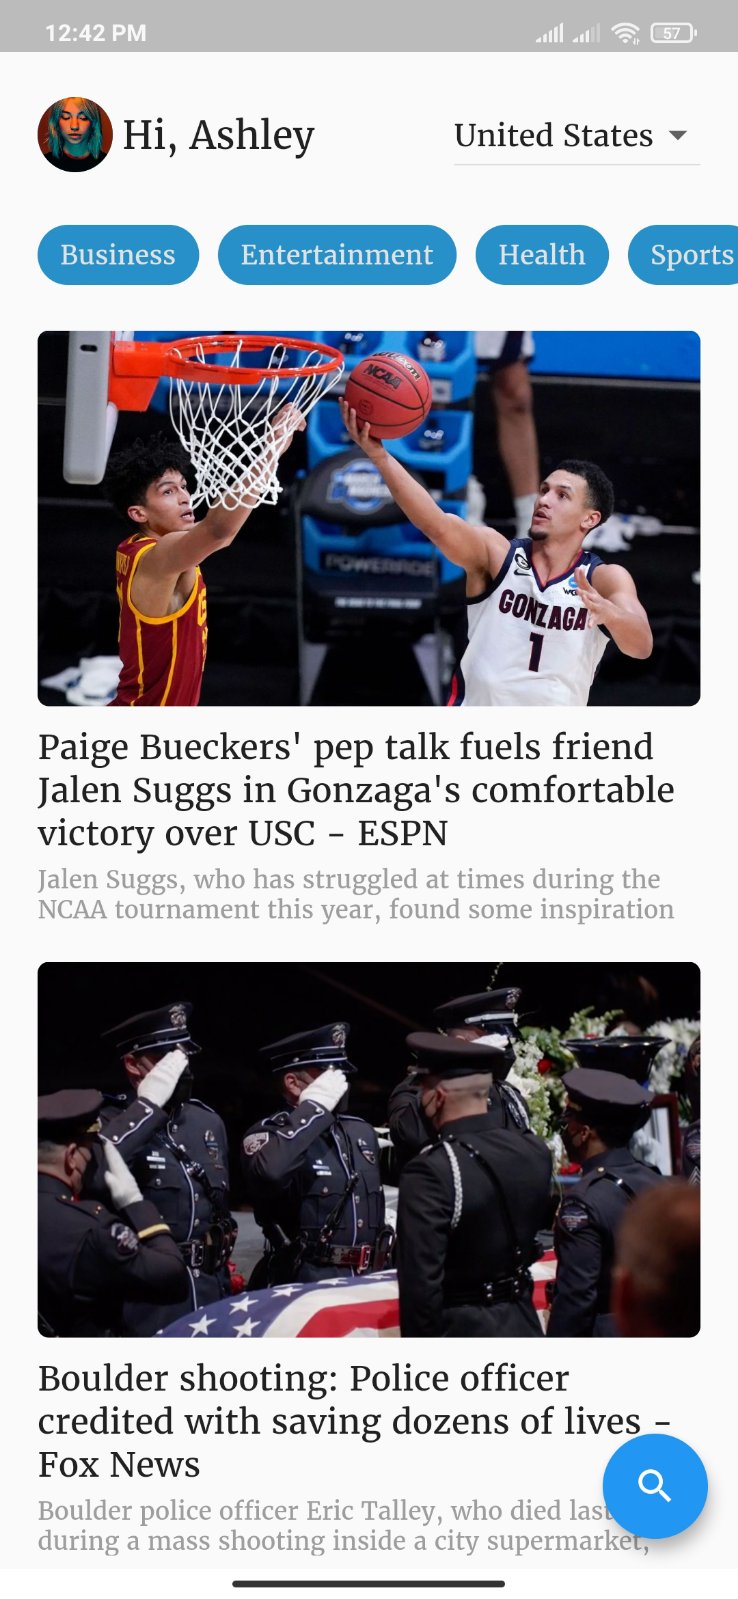 12:42 PM
57
Hi, Ashley
United States
Business
Entertainment
Health
Sports
NCAA
POWERADE
GONZAGA
1
Paige Bueckers' pep talk fuels friend
Jalen Suggs in Gonzaga's comfortable
victory over USC - ESPN
Jalen Suggs, who has struggled at times during the
NCAA tournament this year, found some inspiration
Boulder shooting: Police officer
credited with saving dozens of lives -
Fox News
Boulder police officer Eric Talley, who died last
during a mass shooting inside a city supermarket,